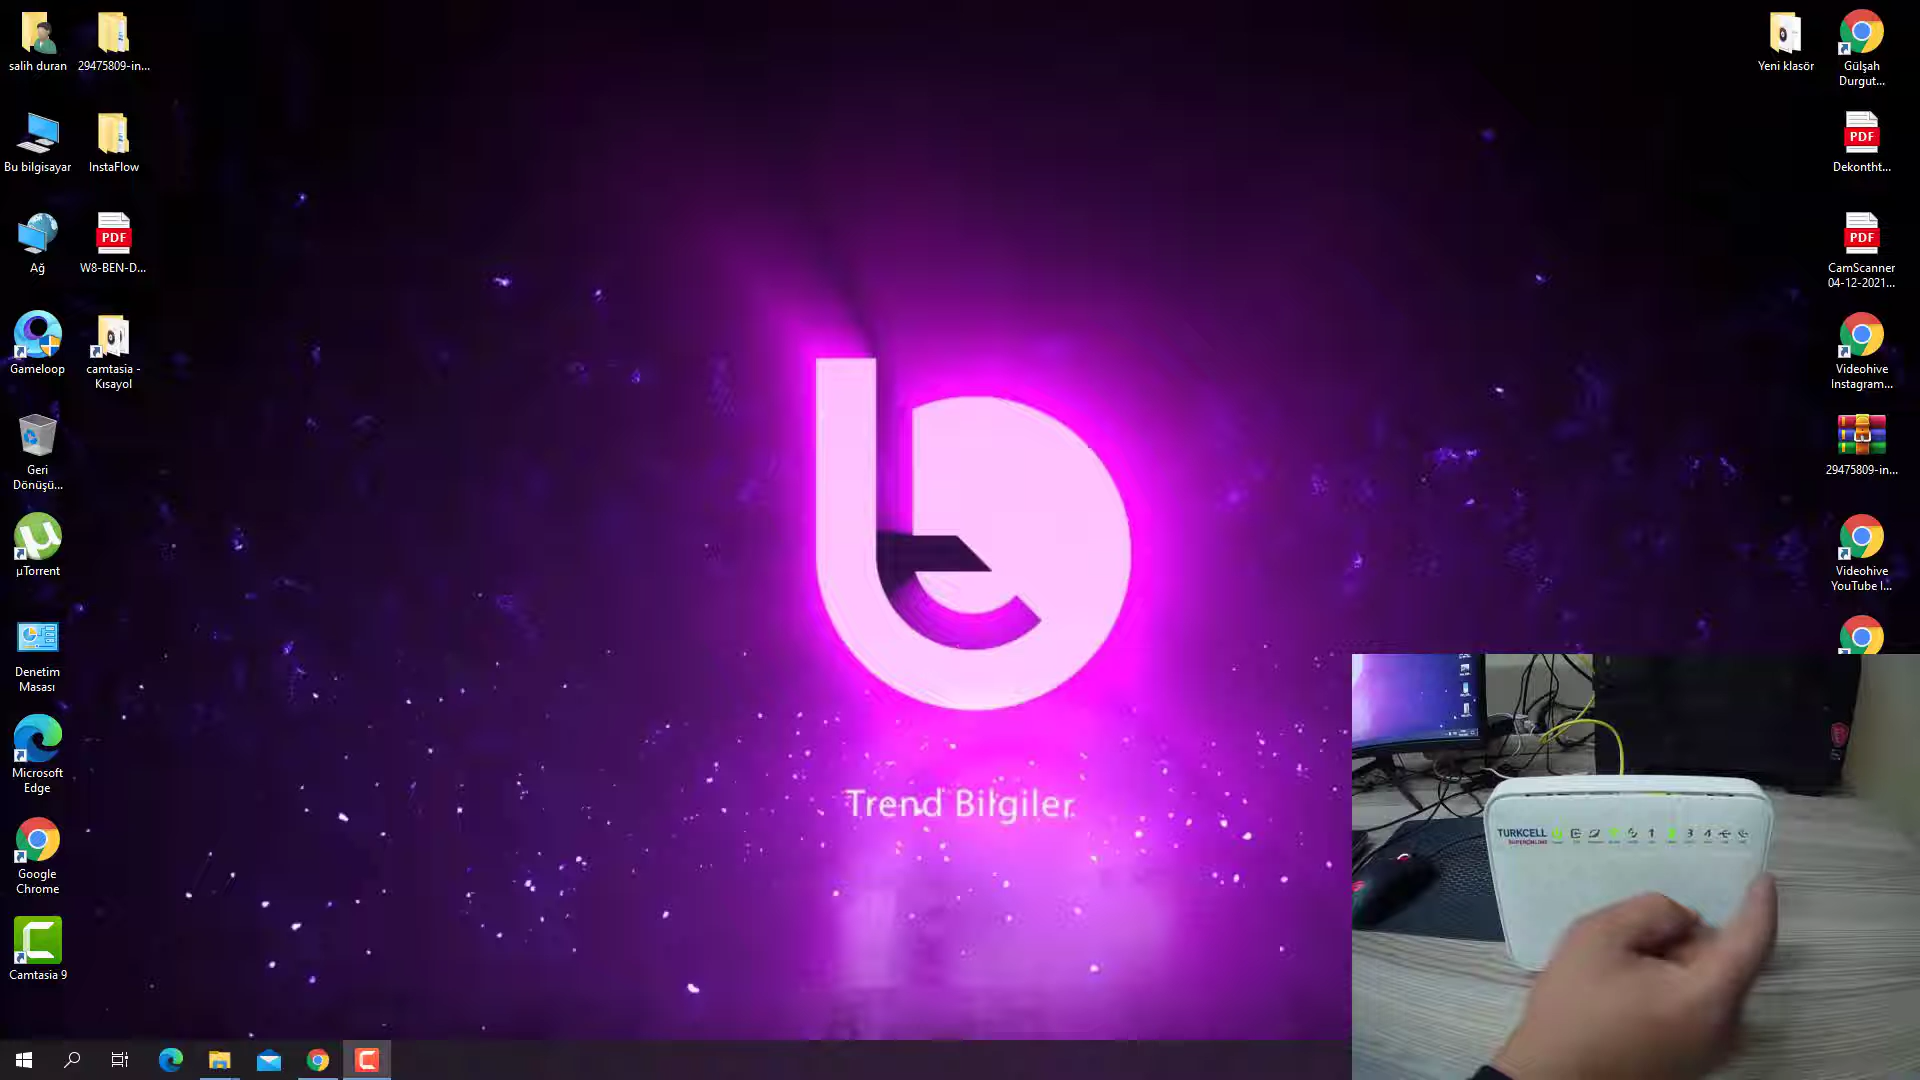 salih duran
29475809-in...
Bu bilgisayar
InstaFlow
Ağ
PDF
W8-BEN-D...
Gameloop
camtasia -
Kısayol
Geri
Dönüşü...
µTorrent
Denetim
Masası
Microsoft
Edge
Google
Chrome
Camtasia 9
Trend Bilgiler
Yeni klasör
Gülşah
Durgut...
PDF
Dekontht...
PDF
CamScanner
04-12-2021...
Videohive
Instagram...
29475809-in...
Videohive
YouTube I...
TURKCELL
SUPERONLINE
1
3
4